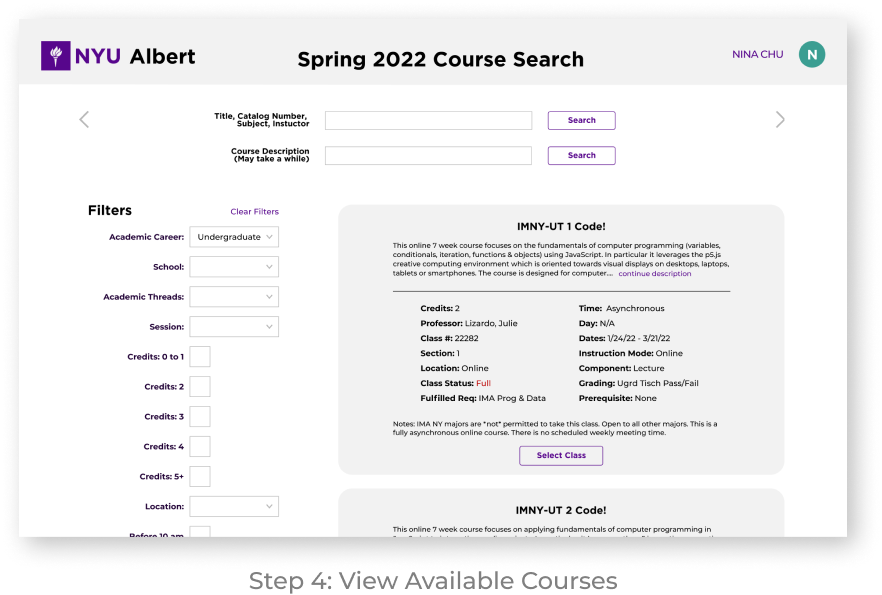 NYU Albert
Spring 2022 Course Search
NINA CHU
N
Title, Catalog Number,
Subject, Instuctor
Search
Course Description
(May take a while)
Search
Filters
Clear Filters
Academic Career:
Undergraduate
School:
Academic Threads:
Session:
Credits: 0 to 1
Credits: 2
Credits: 3
Credits: 4
Credits: 5+
Location:
Before 10 am
IMNY-UT 1 Code!
This online 7 week course focuses on the fundamentals of computer programming (variables,
conditionals, iteration, functions & objects) using JavaScript. In particular it leverages the p5.js
creative computing environment which is oriented towards visual displays on desktops, laptops,
tablets or smartphones. The course is designed for computer... continue description
Credits: 2
Professor: Lizardo, Julie
Class #: 22282
Section: 1
Location: Online
Class Status: Full
Fulfilled Req: IMA Prog & Data
Time: Asynchronous
Day: N/A
Dates: 1/24/22 - 3/21/22
Instruction Mode: Online
Component: Lecture
Grading: Ugrd Tisch Pass/Fail
Prerequisite: None
Notes: IMA NY majors are *not* permitted to take this class. Open to all other majors. This is a
fully asynchronous online course. There is no scheduled weekly meeting time.
Select Class
IMNY-UT 2 Code!
This online 7 week course focuses on applying fundamentals of computer programming in
Step 4: View Available Courses